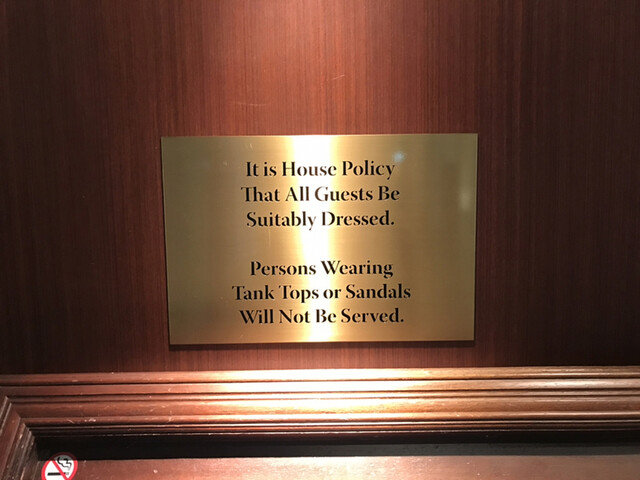 It is House Policy
That All Guests Be
Suitably Dressed.
Persons Wearing
Tank Tops or Sandals
Will Not Be Served.